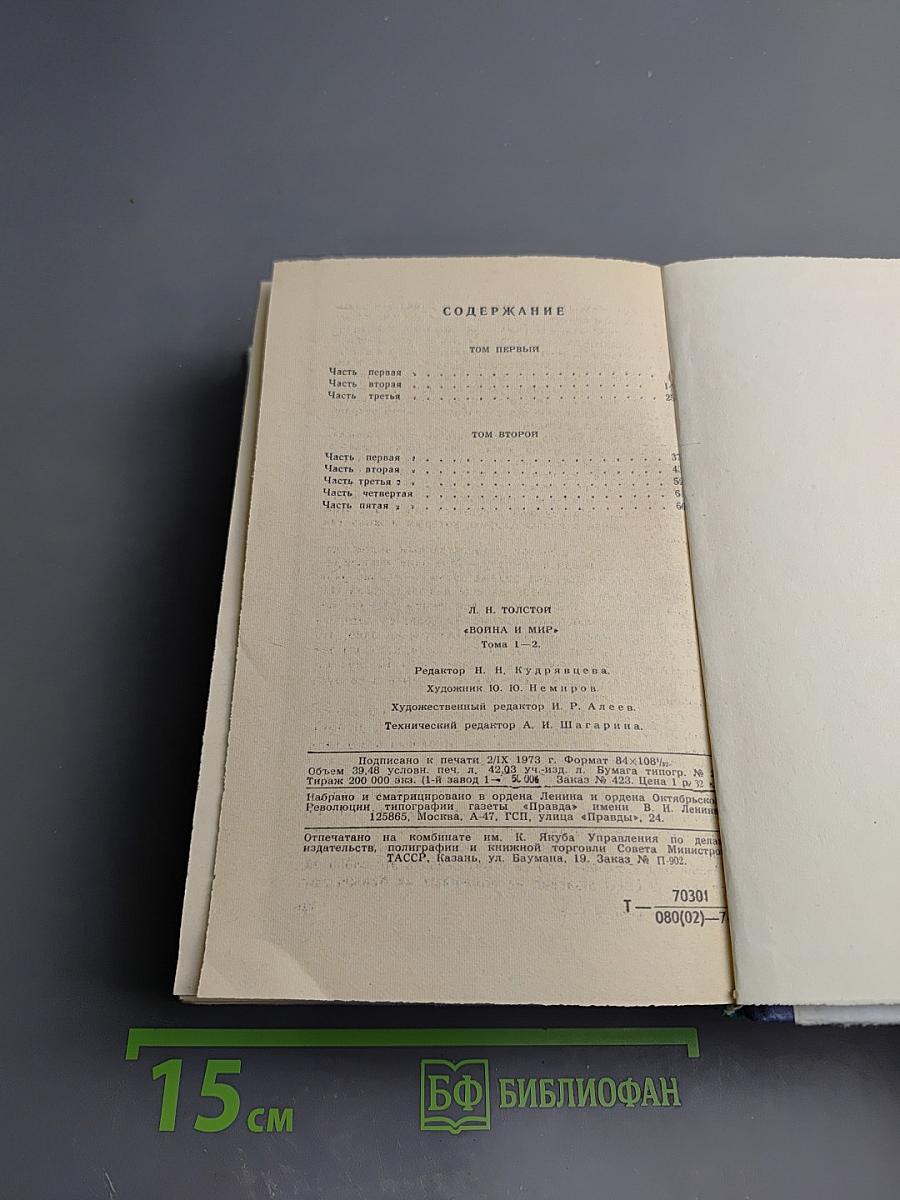 СОДЕРЖАНИЕ
ТОМ ПЕРВЫЙ
Часть первая
Часть вторая
Часть третья
ТОМ ВТОРОЙ
Часть первая
Часть вторая
Часть третья
Часть четвертая
Часть пятая
Л. Н. ТОЛСТОЙ
«ВОЙНА И МИР»
Тома 1—2.
Редактор Н. Н. Кудрявцева.
Художник Ю. Ю. Немиров.
Художественный редактор И. Р. Алеев.
Технический редактор А. И. Шагарина.
Подписано к печати 2/IX 1973 г. Формат 84×108¹/₃₂.
Объем 39,48 условн. печ. л. 42,03 уч.-изд. л. Бумага типогр. №
Тираж 200 000 экз. (1-й завод 1— 50 000 Заказ № 423. Цена 1 р. 32
Набрано и сматрицировано в ордена Ленина и ордена Октябрьско
Революции типографии газеты «Правда» имени В. И. Ленина
125865, Москва, А-47, ГСП, улица «Правды», 24.
Отпечатано на комбинате им. К. Якуба Управления по дела
издательств, полиграфии и книжной торговли Совета Министро
ТАССР, Казань, ул. Баумана, 19. Заказ № П-902.
Т— 70301
080(02)—7
15 см
БФ БИБЛИОФАН